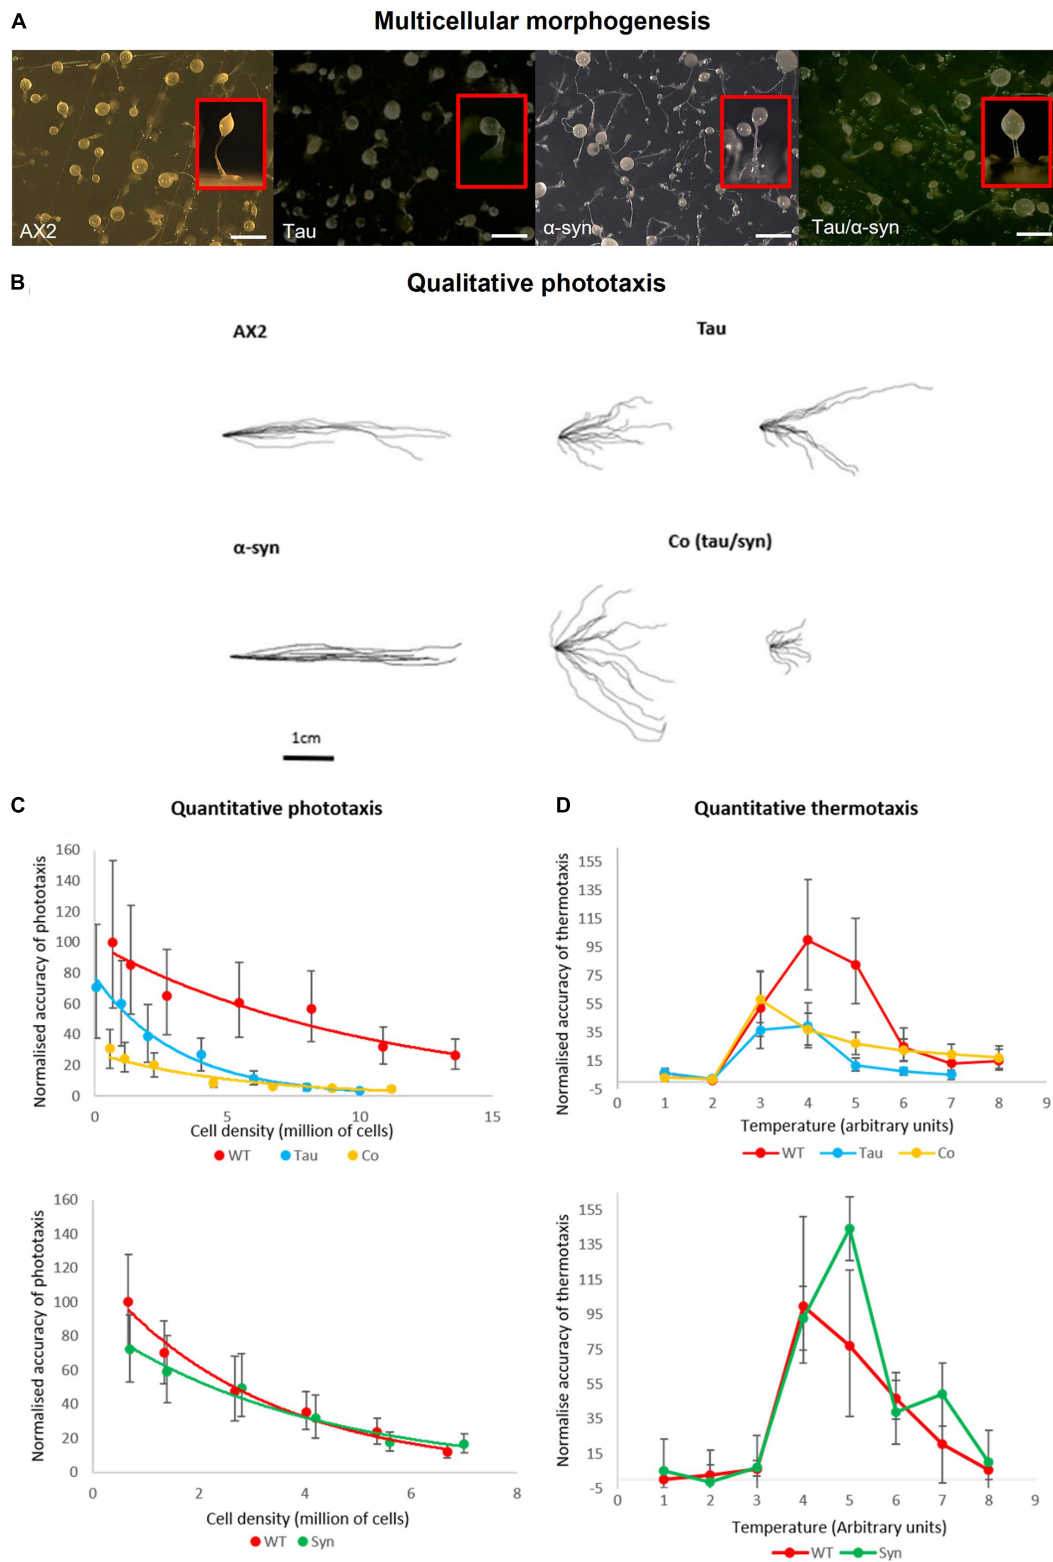 A
Multicellular morphogenesis
AX2
Tau
α-syn
Tau/α-syn
B
Qualitative phototaxis
AX2
Tau
α-syn
Co (tau/syn)
1cm
C
Quantitative phototaxis
Normalised accuracy of phototaxis
160
140
120
100
80
60
40
20
0
0 5 10 15
Cell density (million of cells)
WT Tau Co
D
Quantitative thermotaxis
Normalised accuracy of thermotaxis
155
135
115
95
75
55
35
15
-5
0 1 2 3 4 5 6 7 8 9
Temperature (arbitrary units)
WT Tau Co
Normalised accuracy of phototaxis
160
140
120
100
80
60
40
20
0
0 2 4 6 8
Cell density (million of cells)
WT Syn
Normalise accuracy of thermotaxis
155
135
115
95
75
55
35
15
-5
0 1 2 3 4 5 6 7 8 9
Temperature (Arbitrary units)
WT Syn